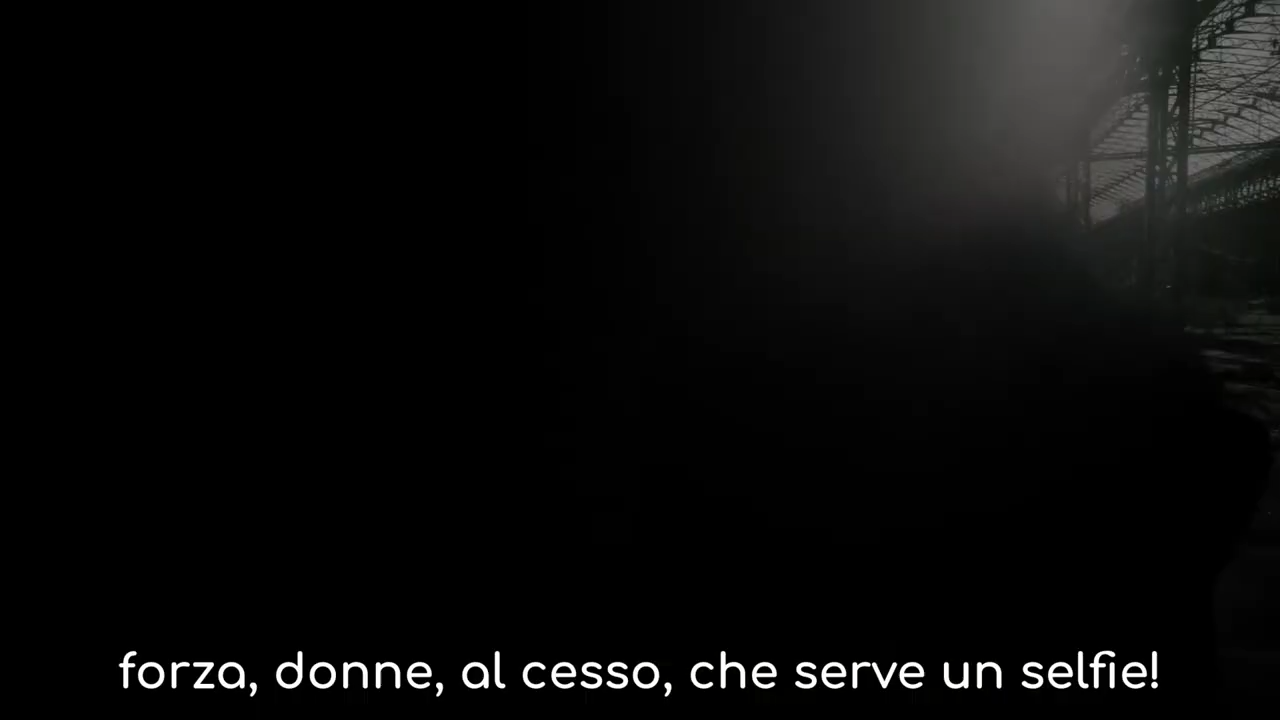 forza, donne, al cesso, che serve un selfie!